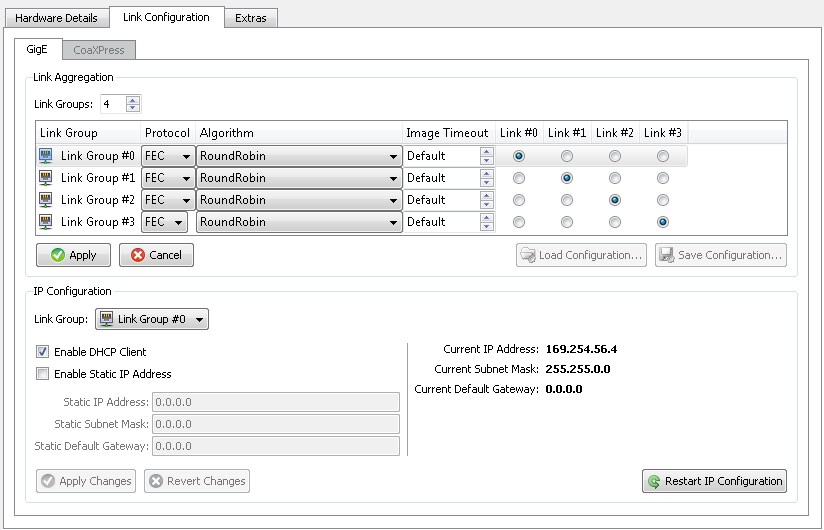 Hardware Details Link Configuration Extras
GigE CoaXPress
Link Aggregation
Link Groups: 4
Link Group Protocol Algorithm Image Timeout Link #0 Link #1 Link #2 Link #3
Link Group #0 FEC RoundRobin Default
Link Group #1 FEC RoundRobin Default
Link Group #2 FEC RoundRobin Default
Link Group #3 FEC RoundRobin Default
Apply Cancel Load Configuration... Save Configuration...
IP Configuration
Link Group: Link Group #0
Enable DHCP Client Current IP Address: 169.254.56.4
Enable Static IP Address Current Subnet Mask: 255.255.0.0
Current Default Gateway: 0.0.0.0
Static IP Address: 0.0.0.0
Static Subnet Mask: 0.0.0.0
Static Default Gateway: 0.0.0.0
Apply Changes Revert Changes Restart IP Configuration